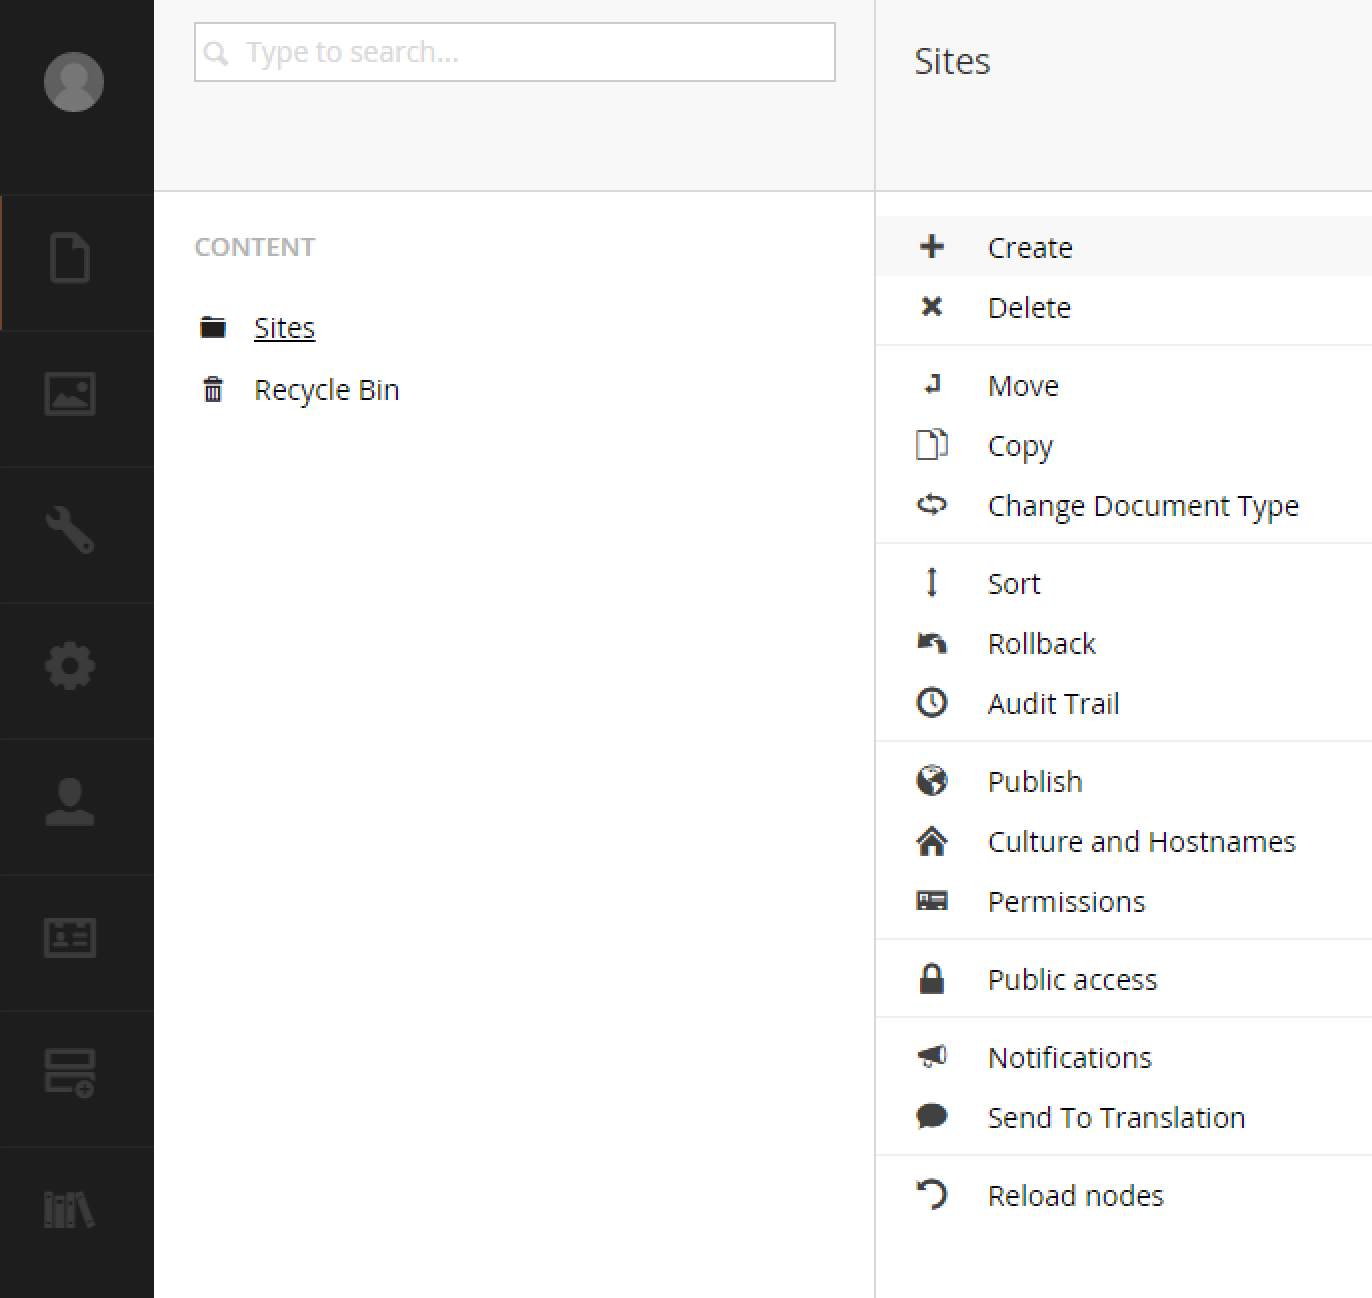 Type to search...
Sites
CONTENT
Sites
Recycle Bin
Create
Delete
Move
Copy
Change Document Type
Sort
Rollback
Audit Trail
Publish
Culture and Hostnames
Permissions
Public access
Notifications
Send To Translation
Reload nodes